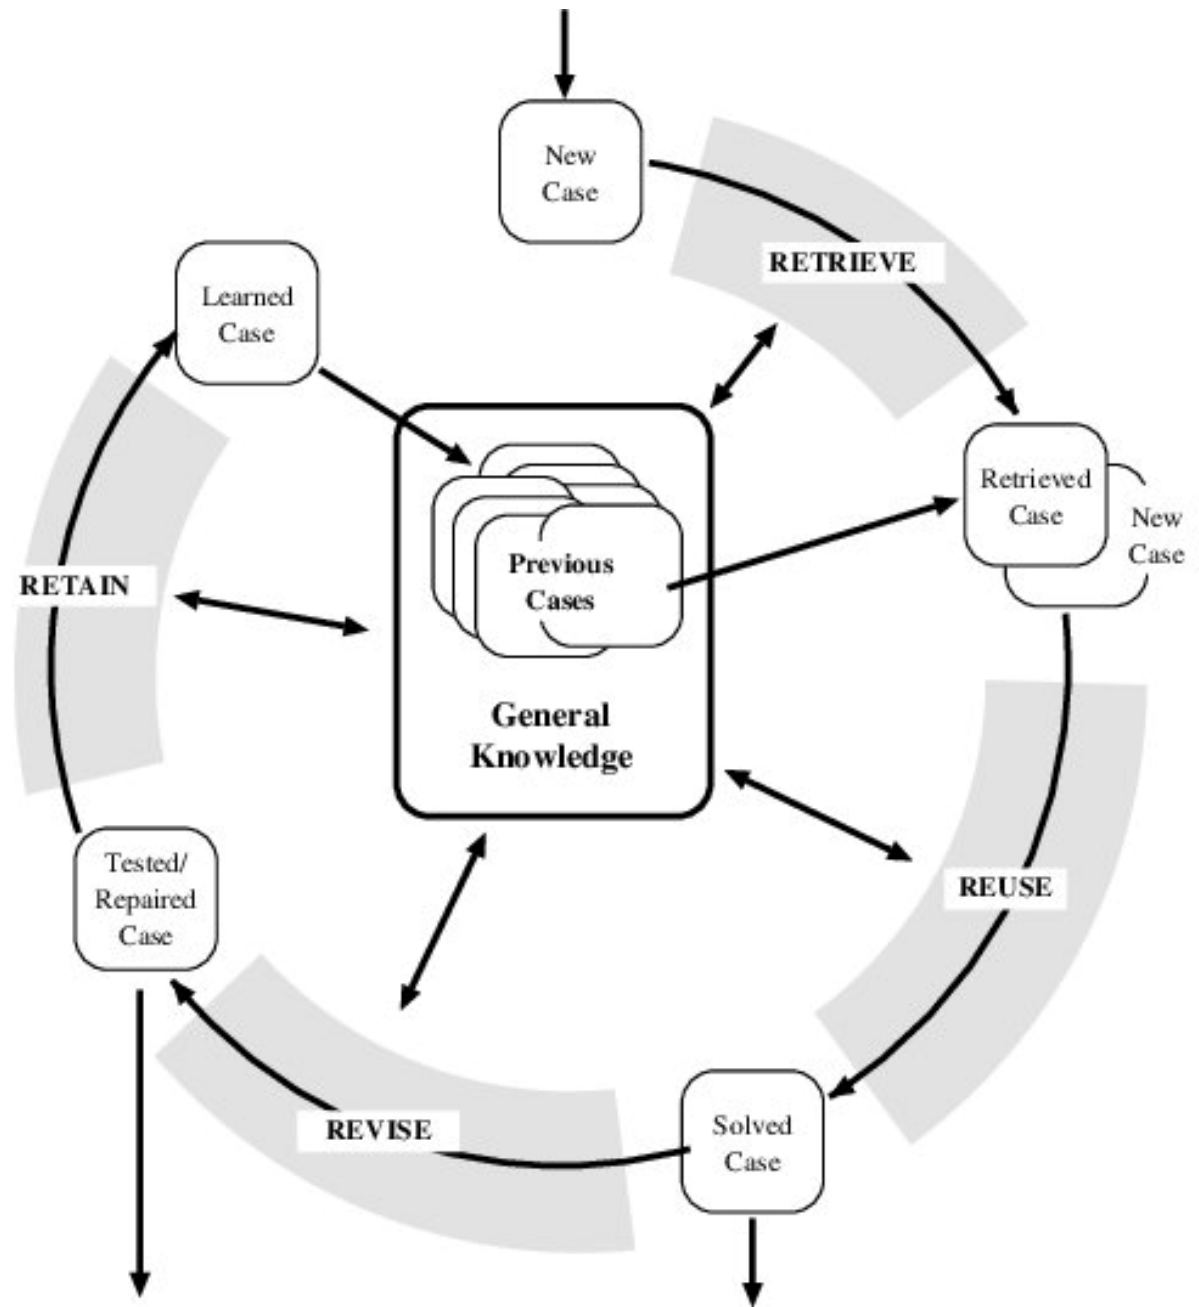 New
Case
RETRIEVE
Learned
Case
Retrieved
Case
New
Case
Previous
Cases
RETAIN
General
Knowledge
Tested/
Repaired
Case
REUSE
REVISE
Solved
Case